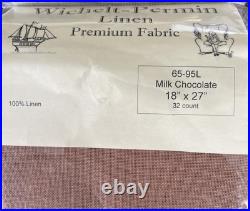 Wichelt-Permin
Linen
Premium Fabric
65-95L
Milk Chocolate
18" x 27"
32 count
100% Linen